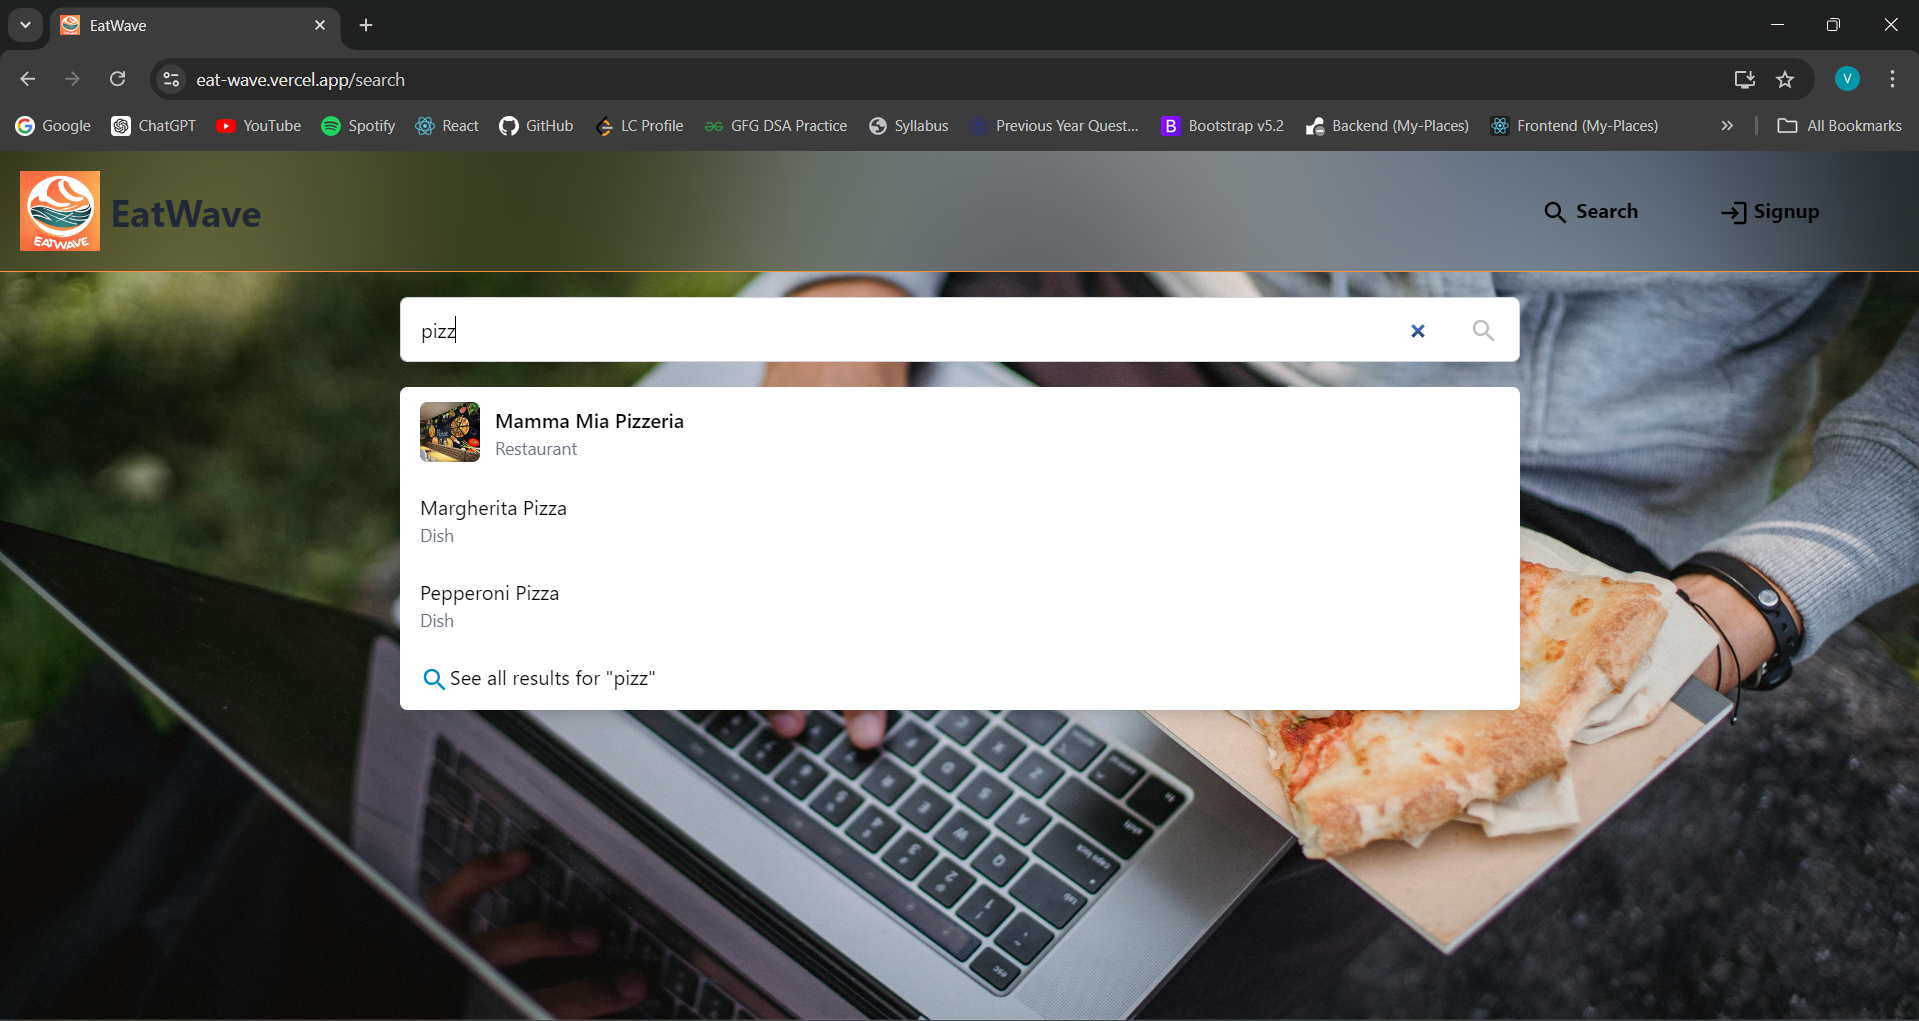 EatWave
eat-wave.vercel.app/search
V
Google
ChatGPT
YouTube
Spotify
React
GitHub
LC Profile
GFG DSA Practice
Syllabus
Previous Year Quest...
B
Bootstrap v5.2
Backend (My-Places)
Frontend (My-Places)
All Bookmarks
EATWAVE
EatWave
Search
Signup
pizz
Mamma Mia Pizzeria
Restaurant
Margherita Pizza
Dish
Pepperoni Pizza
Dish
See all results for "pizz"